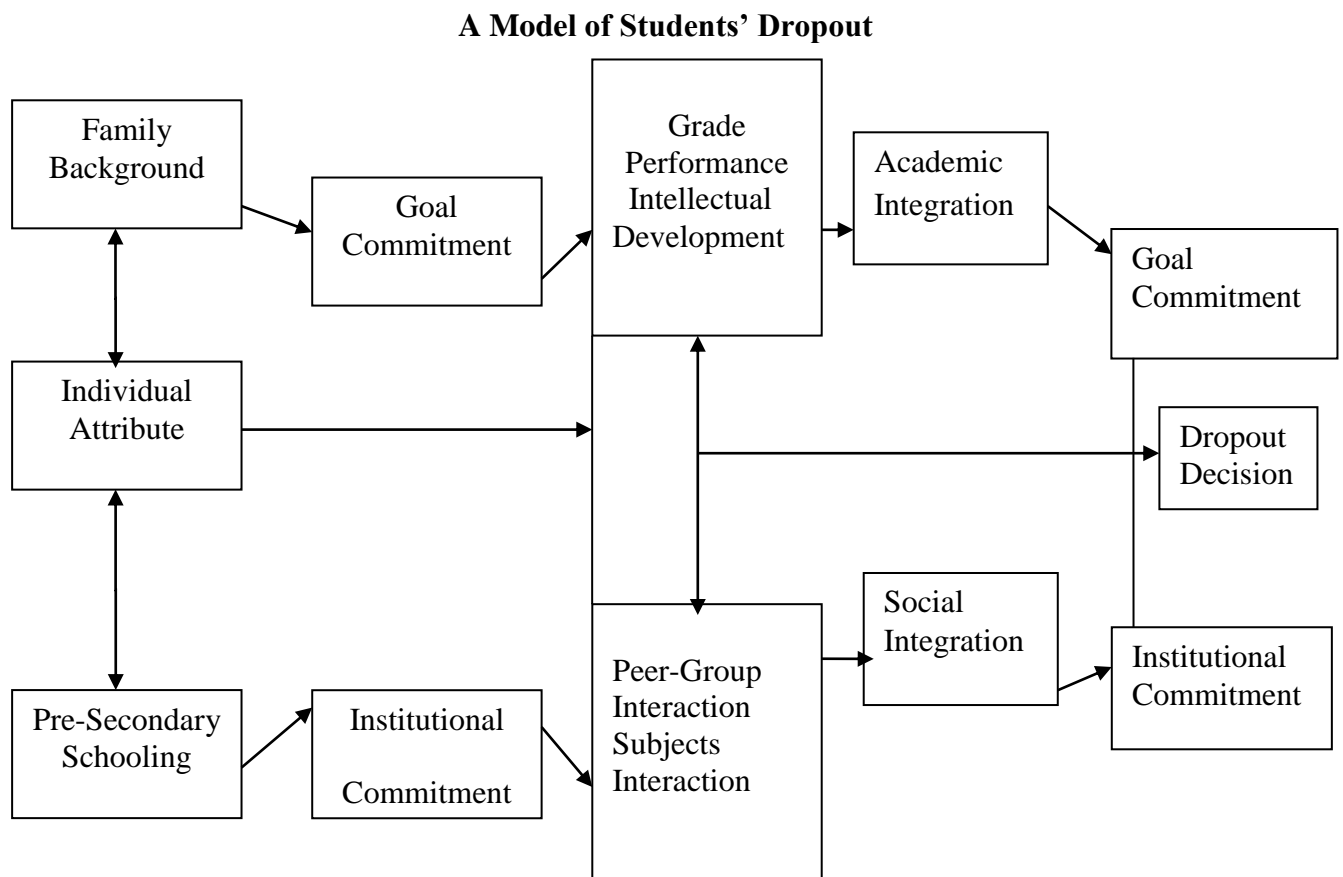 A Model of Students’ Dropout
Family
Background
Goal
Commitment
Grade
Performance
Intellectual
Development
Academic
Integration
Goal
Commitment
Individual
Attribute
Dropout
Decision
Pre-Secondary
Schooling
Institutional
Commitment
Peer-Group
Interaction
Subjects
Interaction
Social
Integration
Institutional
Commitment